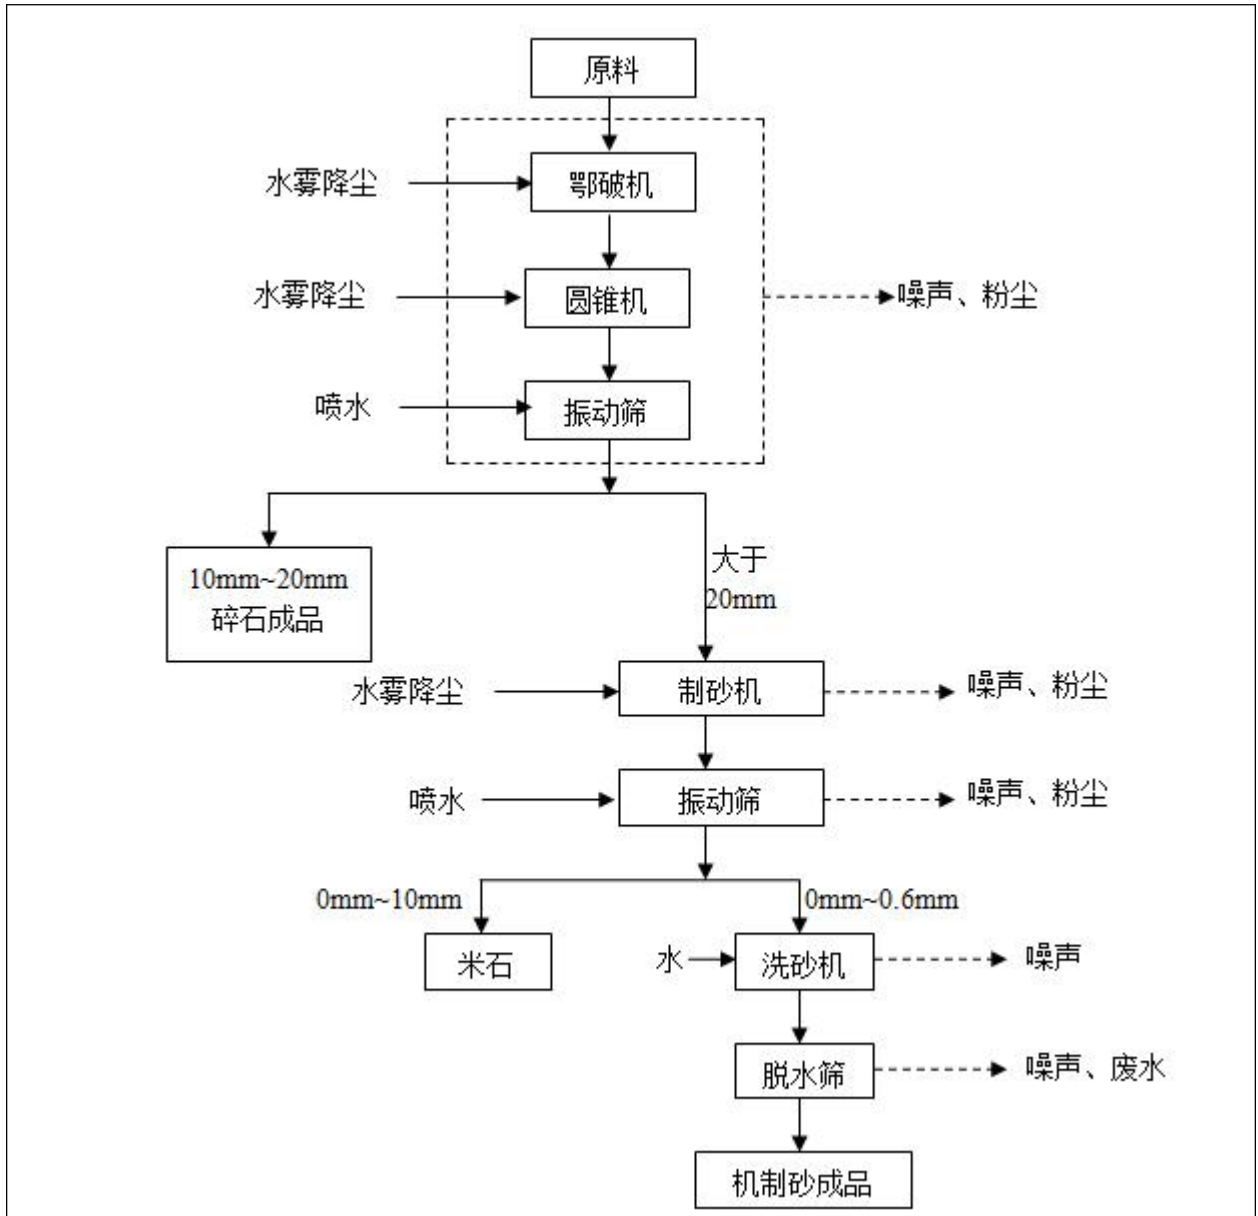 原料
水雾降尘
鄂破机
水雾降尘
圆锥机
噪声、粉尘
喷水
振动筛
10mm~20mm
碎石成品
大于
20mm
水雾降尘
制砂机
噪声、粉尘
喷水
振动筛
噪声、粉尘
0mm~10mm
0mm~0.6mm
米石
水
洗砂机
噪声
脱水筛
噪声、废水
机制砂成品